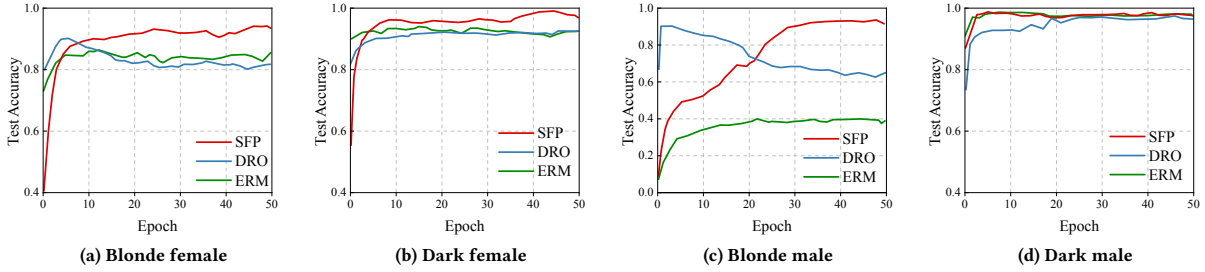 Test Accuracy
1.0
0.8
0.6
0.4
0 10 20 30 40 50
Epoch
SFP
DRO
ERM
(a) Blonde female
Test Accuracy
1.0
0.8
0.6
0.4
0 10 20 30 40 50
Epoch
SFP
DRO
ERM
(b) Dark female
Test Accuracy
1.0
0.8
0.6
0.4
0.2
0.0
0 10 20 30 40 50
Epoch
SFP
DRO
ERM
(c) Blonde male
Test Accuracy
1.0
0.8
0.6
0.4
0 10 20 30 40 50
Epoch
SFP
DRO
ERM
(d) Dark male